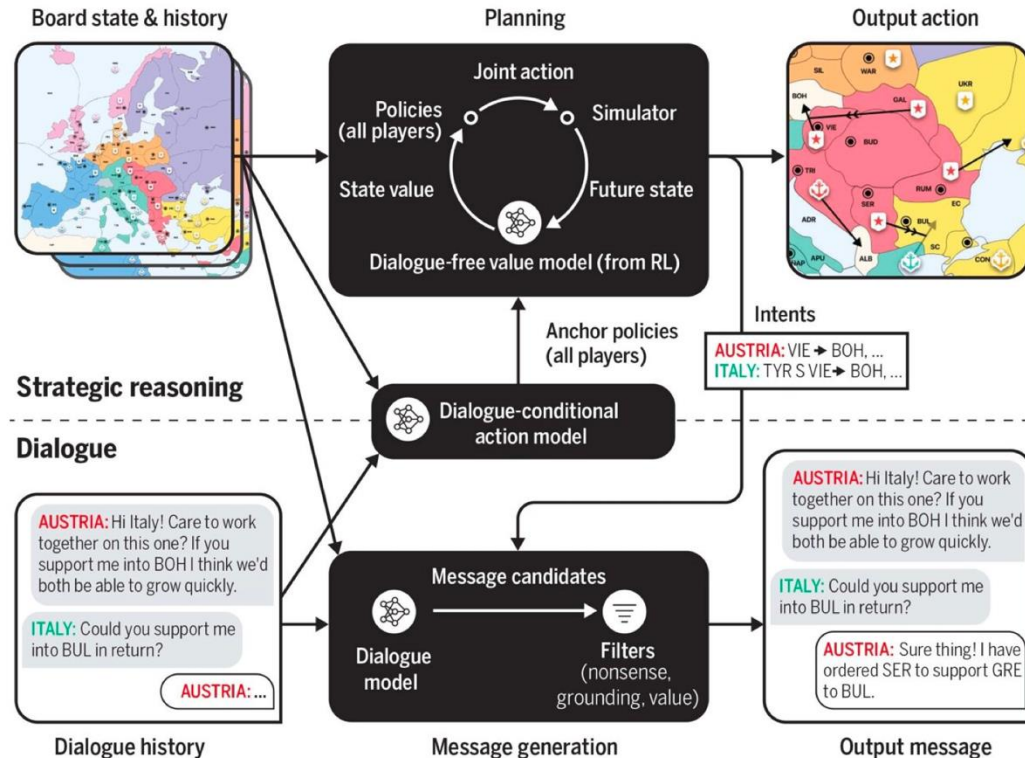 Board state & history
Planning
Output action
Joint action
Policies
(all players)
Simulator
State value
Future state
Dialogue-free value model (from RL)
SIL
WAR
BOH
GAL
UKR
VIE
BUD
TRI
RUM
SER
EC
ADR
BUL
SC
NAP
APU
ALB
CON
Anchor policies
(all players)
Intents
AUSTRIA: VIE → BOH, ...
ITALY: TYR S VIE → BOH, ...
Strategic reasoning
Dialogue-conditional
action model
Dialogue
AUSTRIA: Hi Italy! Care to work
together on this one? If you
support me into BOH I think we'd
both be able to grow quickly.
ITALY: Could you support me
into BUL in return?
AUSTRIA: ...
Dialogue history
Message candidates
Dialogue
model
Filters
(nonsense,
grounding, value)
Message generation
AUSTRIA: Hi Italy! Care to work
together on this one? If you
support me into BOH I think we'd
both be able to grow quickly.
ITALY: Could you support me
into BUL in return?
AUSTRIA: Sure thing! I have
ordered SER to support GRE
to BUL.
Output message